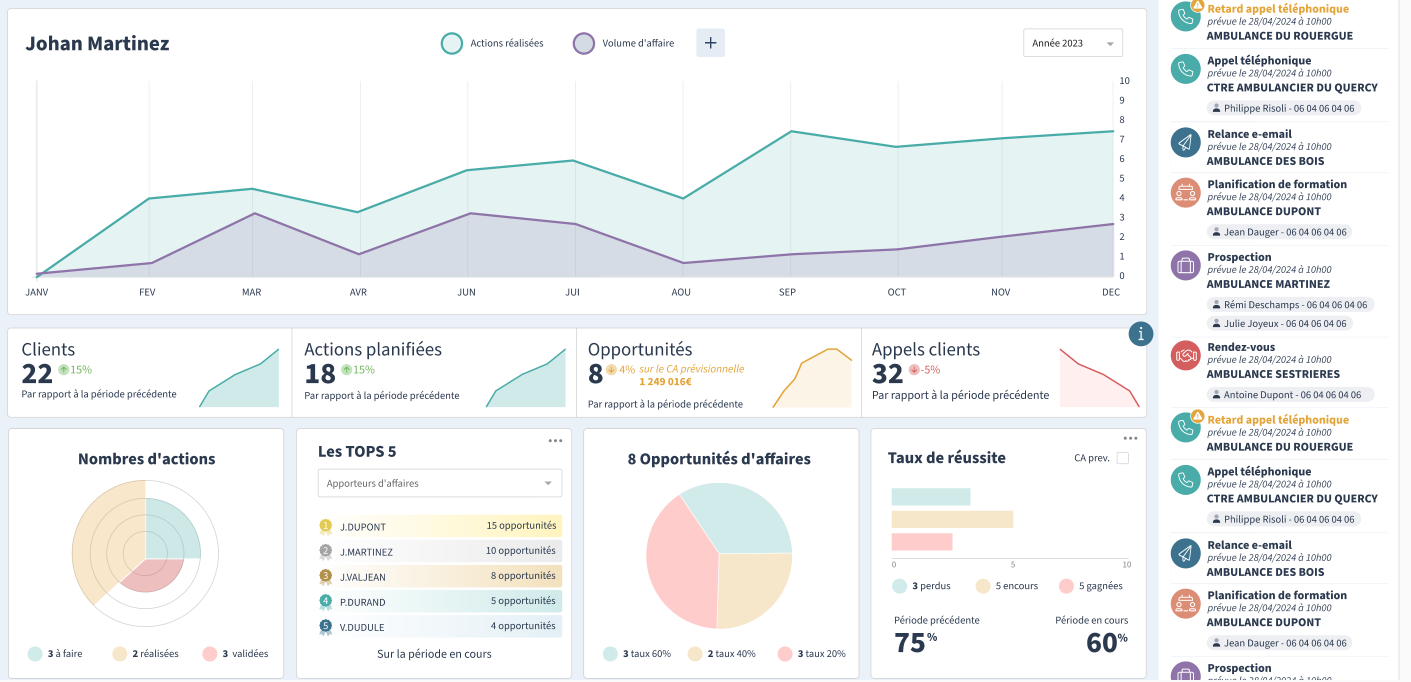 Johan Martinez
Actions réalisées
Volume d'affaire
+
Année 2023
10
9
8
7
6
5
4
3
2
1
0
JANV
FEV
MAR
AVR
JUN
JUI
AOU
SEP
OCT
NOV
DEC
i
Clients
22
15%
Par rapport à la période précédente
Actions planifiées
18
15%
Par rapport à la période précédente
Opportunités
8
4% sur le CA prévisionnelle
1 249 016€
Par rapport à la période précédente
Appels clients
32
-5%
Par rapport à la période précédente
Nombres d'actions
3 à faire
2 réalisées
3 validées
Les TOPS 5
Apporteurs d'affaires
1 J.DUPONT 15 opportunités
2 J.MARTINEZ 10 opportunités
3 J.VALJEAN 8 opportunités
4 P.DURAND 5 opportunités
5 V.DUDULE 4 opportunités
Sur la période en cours
8 Opportunités d'affaires
3 taux 60%
2 taux 40%
3 taux 20%
Taux de réussite
CA prev.
0
5
10
3 perdus
5 encours
5 gagnées
Période précédente
75%
Période en cours
60%
Retard appel téléphonique
prévue le 28/04/2024 à 10h00
AMBULANCE DU ROUERGUE
Appel téléphonique
prévue le 28/04/2024 à 10h00
CTRE AMBULANCIER DU QUERCY
Philippe Risoli - 06 04 06 04 06
Relance e-email
prévue le 28/04/2024 à 10h00
AMBULANCE DES BOIS
Planification de formation
prévue le 28/04/2024 à 10h00
AMBULANCE DUPONT
Jean Dauger - 06 04 06 04 06
Prospection
prévue le 28/04/2024 à 10h00
AMBULANCE MARTINEZ
Rémi Deschamps - 06 04 06 04 06
Julie Joyeux - 06 04 06 04 06
Rendez-vous
prévue le 28/04/2024 à 10h00
AMBULANCE SESTRIERES
Antoine Dupont - 06 04 06 04 06
Retard appel téléphonique
prévue le 28/04/2024 à 10h00
AMBULANCE DU ROUERGUE
Appel téléphonique
prévue le 28/04/2024 à 10h00
CTRE AMBULANCIER DU QUERCY
Philippe Risoli - 06 04 06 04 06
Relance e-email
prévue le 28/04/2024 à 10h00
AMBULANCE DES BOIS
Planification de formation
prévue le 28/04/2024 à 10h00
AMBULANCE DUPONT
Jean Dauger - 06 04 06 04 06
Prospection
prévue le 28/04/2024 à 10h00